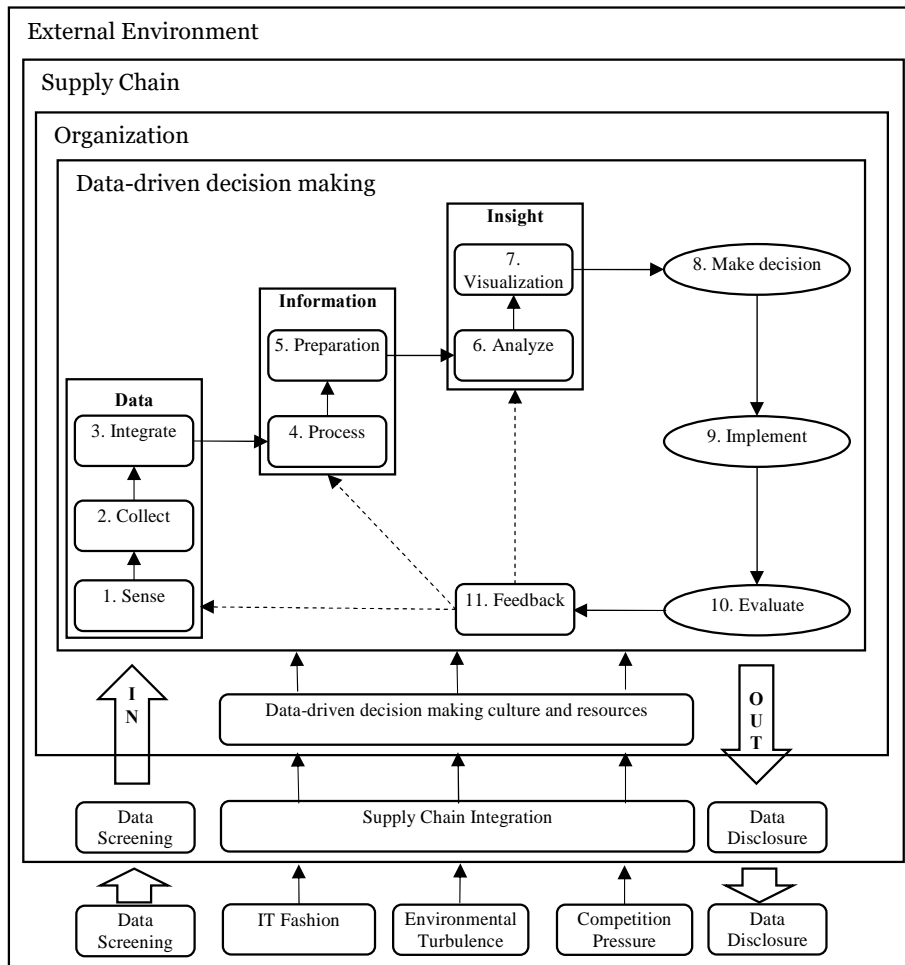 External Environment
Supply Chain
Organization
Data-driven decision making
Insight
7.
Visualization
8. Make decision
Information
5. Preparation
6. Analyze
Data
3. Integrate
4. Process
9. Implement
2. Collect
1. Sense
11. Feedback
10. Evaluate
I
N
Data-driven decision making culture and resources
O
U
T
Data
Screening
Supply Chain Integration
Data
Disclosure
Data
Screening
IT Fashion
Environmental
Turbulence
Competition
Pressure
Data
Disclosure